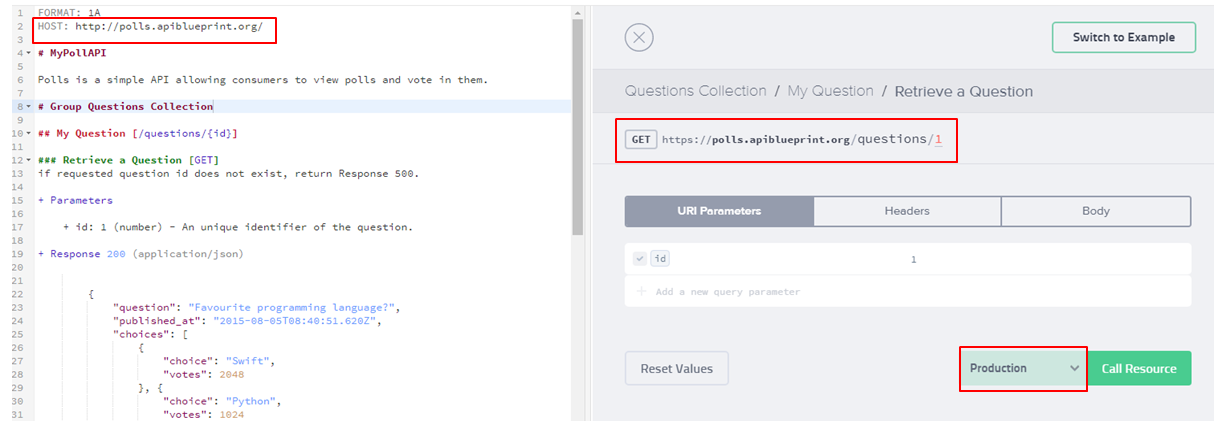 1 FORMAT: 1A
2 HOST: http://polls.apiblueprint.org/
3
4 # MyPollAPI
5
6 Polls is a simple API allowing consumers to view polls and vote in them.
7
8 # Group Questions Collection
9
10 ## My Question [/questions/{id}]
11
12 ### Retrieve a Question [GET]
13 if requested question id does not exist, return Response 500.
14
15 + Parameters
16
17 + id: 1 (number) - An unique identifier of the question.
18
19 + Response 200 (application/json)
20
21
22 {
23 "question": "Favourite programming language?",
24 "published_at": "2015-08-05T08:40:51.620Z",
25 "choices": [
26 {
27 "choice": "Swift",
28 "votes": 2048
29 }, {
30 "choice": "Python",
31 "votes": 1024
Switch to Example
Questions Collection / My Question / Retrieve a Question
GET https://polls.apiblueprint.org/questions/1
URI Parameters Headers Body
id 1
+ Add a new query parameter
Reset Values Production Call Resource